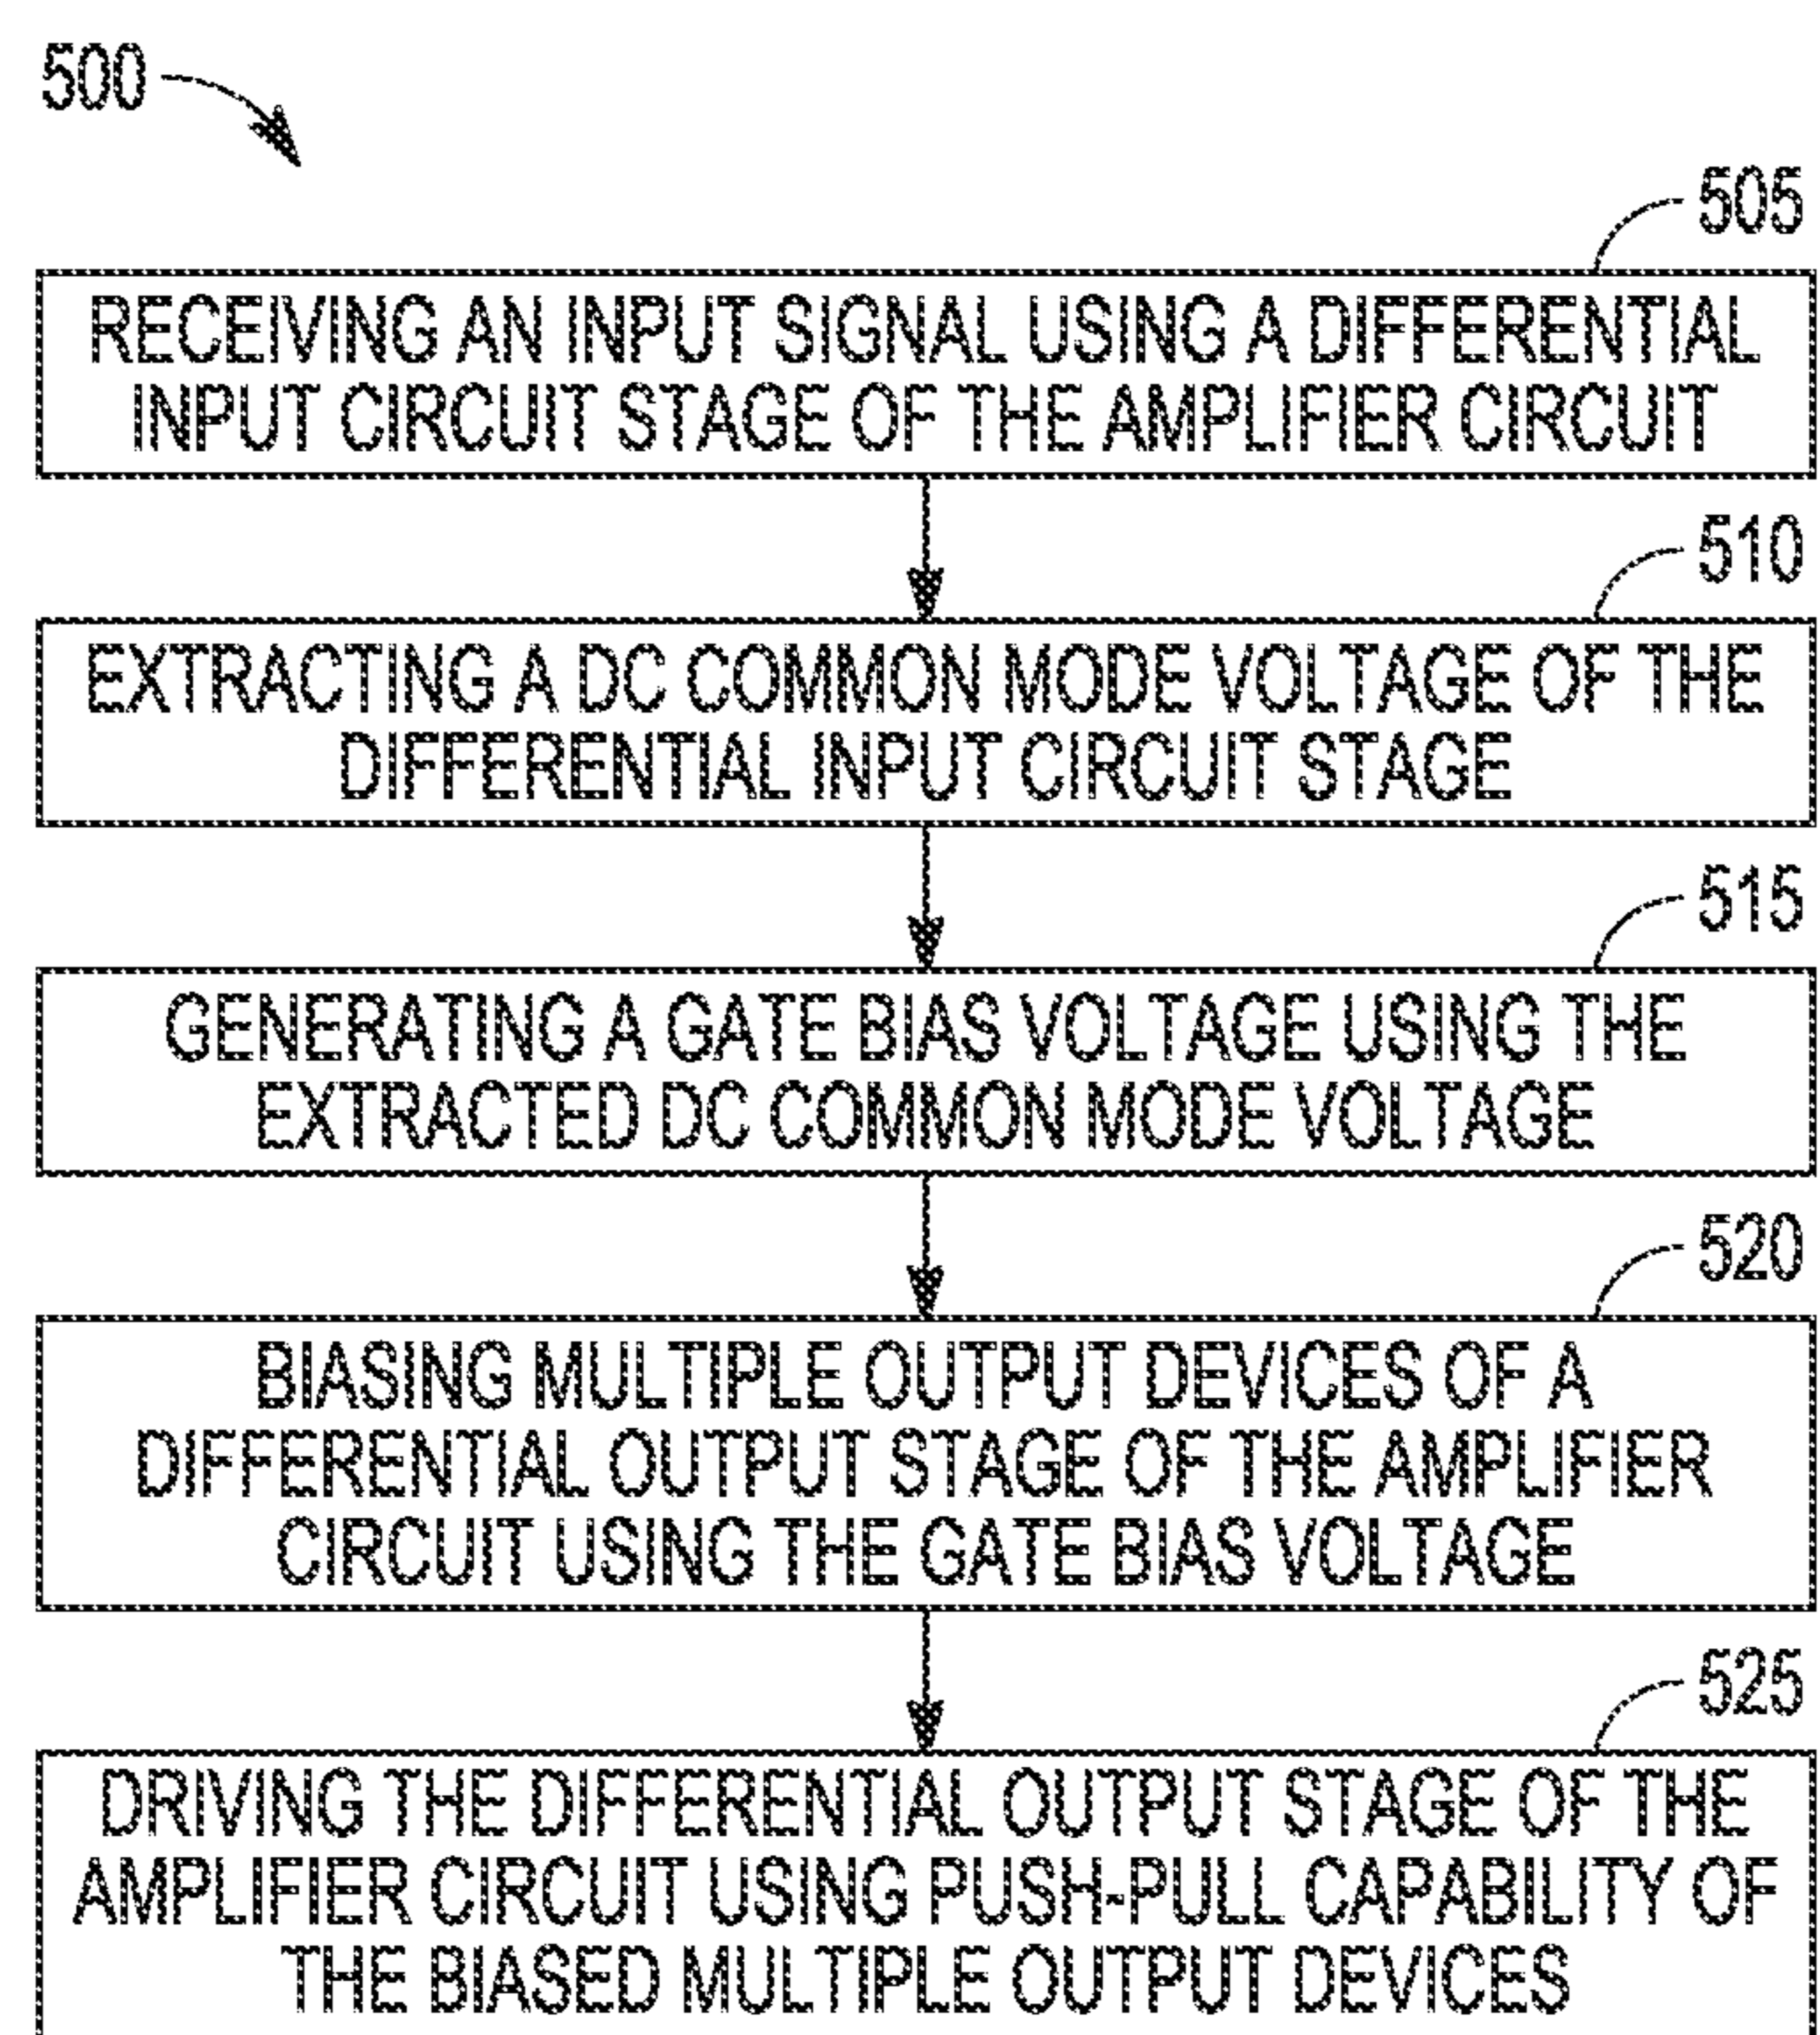 500
505
RECEIVING AN INPUT SIGNAL USING A DIFFERENTIAL
INPUT CIRCUIT STAGE OF THE AMPLIFIER CIRCUIT
510
EXTRACTING A DC COMMON MODE VOLTAGE OF THE
DIFFERENTIAL INPUT CIRCUIT STAGE
515
GENERATING A GATE BIAS VOLTAGE USING THE
EXTRACTED DC COMMON MODE VOLTAGE
520
BIASING MULTIPLE OUTPUT DEVICES OF A
DIFFERENTIAL OUTPUT STAGE OF THE AMPLIFIER
CIRCUIT USING THE GATE BIAS VOLTAGE
525
DRIVING THE DIFFERENTIAL OUTPUT STAGE OF THE
AMPLIFIER CIRCUIT USING PUSH-PULL CAPABILITY OF
THE BIASED MULTIPLE OUTPUT DEVICES